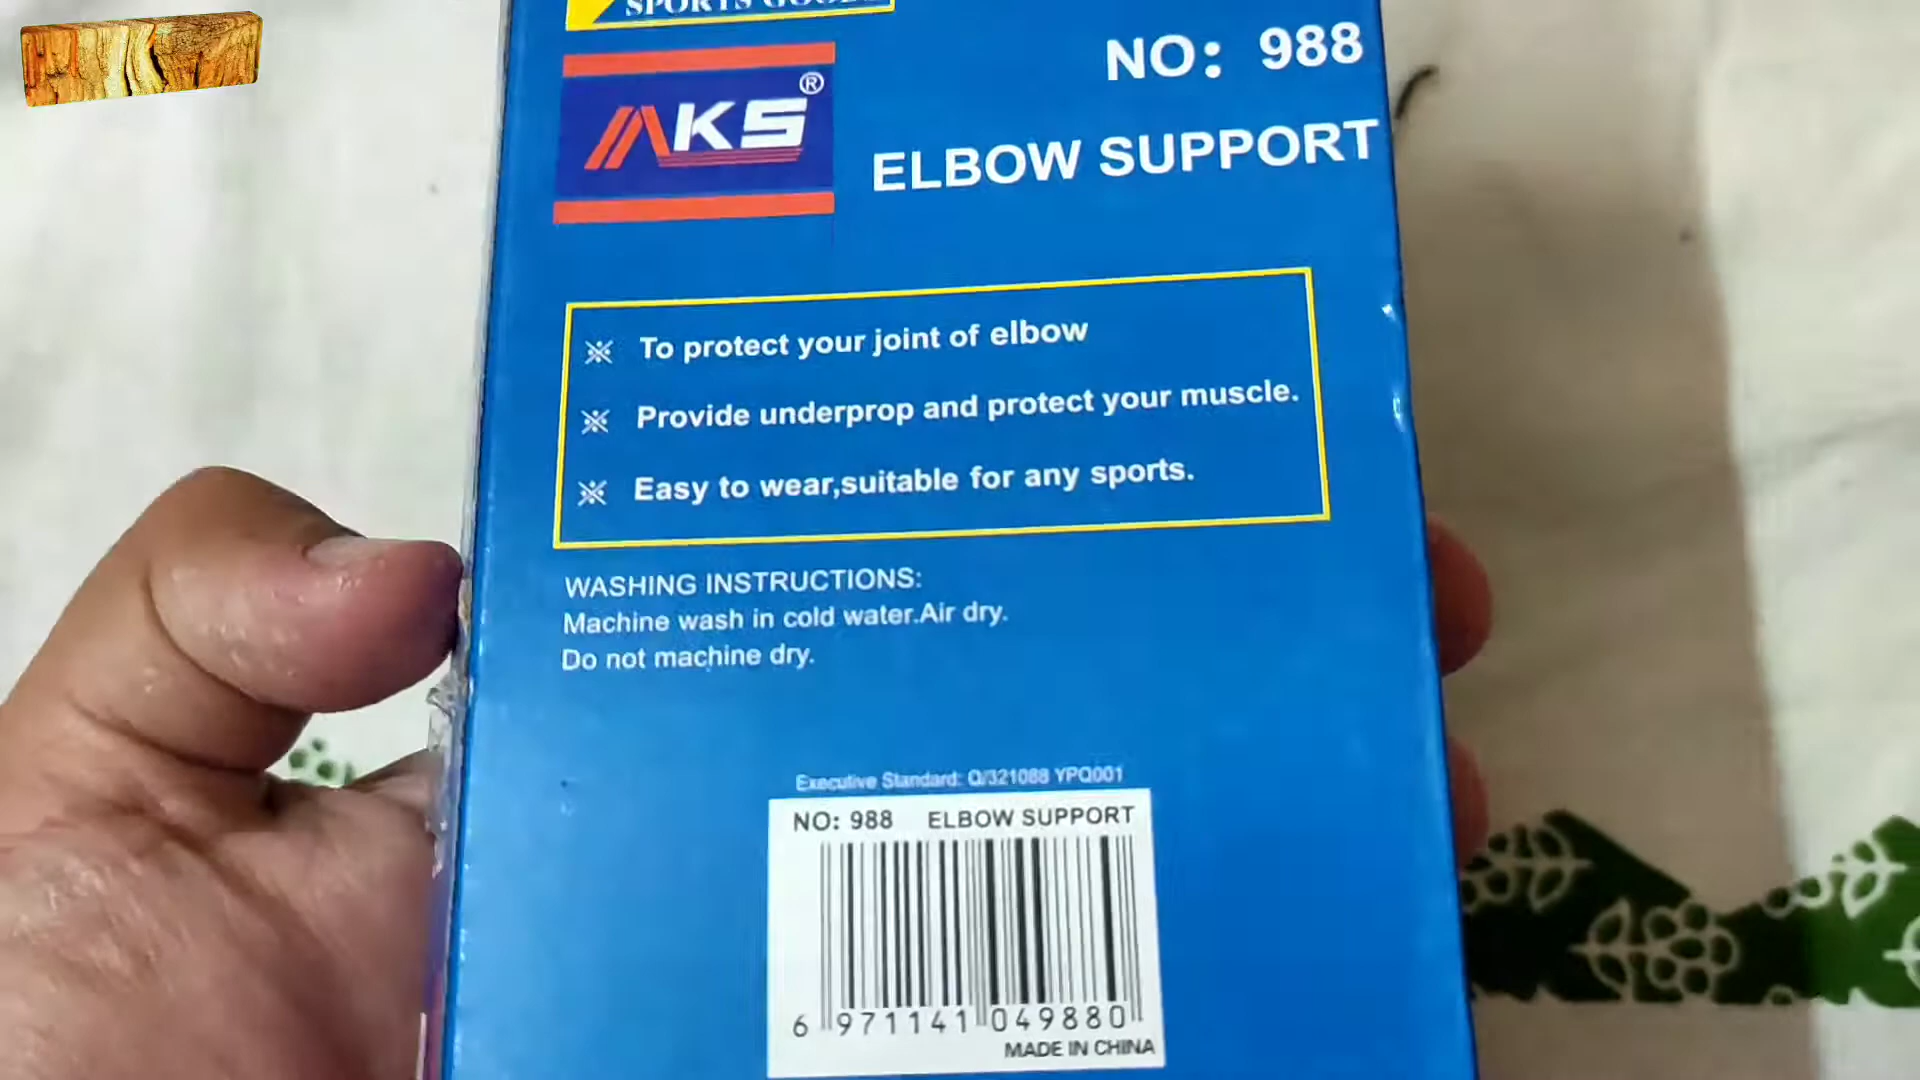 SPORTS GOODS
AKS®
NO: 988
ELBOW SUPPORT
※ To protect your joint of elbow
※ Provide underprop and protect your muscle.
※ Easy to wear,suitable for any sports.
WASHING INSTRUCTIONS:
Machine wash in cold water.Air dry.
Do not machine dry.
Executive Standard: Q/321088 YPQ001
NO: 988 ELBOW SUPPORT
6 971141 049880
MADE IN CHINA